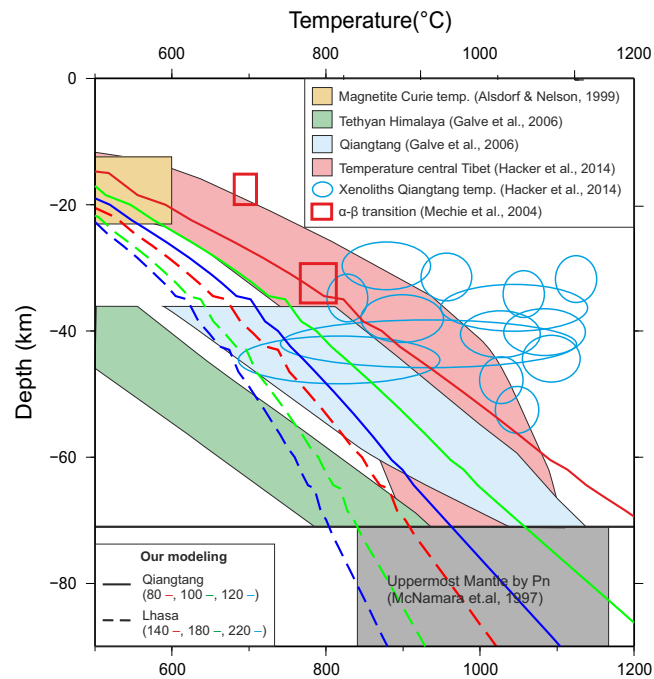 Temperature(°C)
600 800 1000 1200
0
−20
−40
−60
−80
Depth (km)
Magnetite Curie temp. (Alsdorf & Nelson, 1999)
Tethyan Himalaya (Galve et al., 2006)
Qiangtang (Galve et al., 2006)
Temperature central Tibet (Hacker et al., 2014)
Xenoliths Qiangtang temp. (Hacker et al., 2014)
α-β transition (Mechie et al., 2004)
Our modeling
Qiangtang
(80 –, 100 –, 120 –)
Lhasa
(140 –, 180 –, 220 –)
Uppermost Mantle by Pn
(McNamara et.al, 1997)
600 800 1000 1200